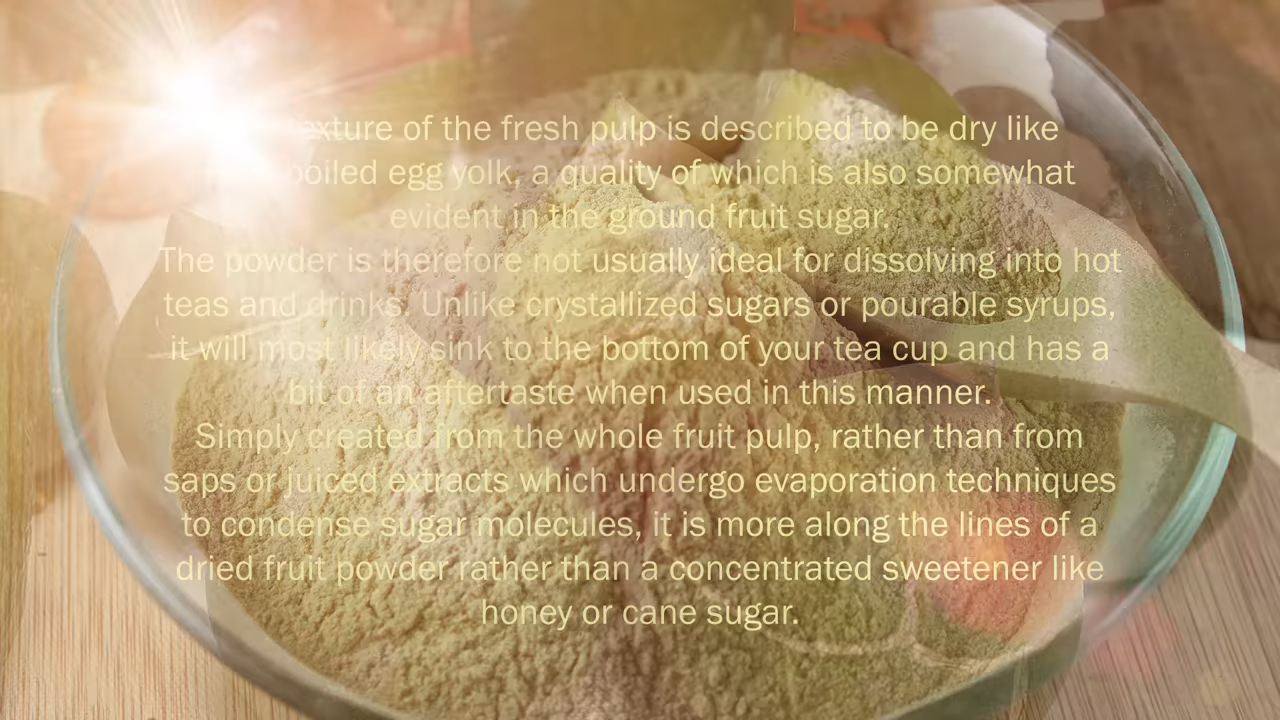 of the fresh pulp is described to be dry like
boiled egg yolk, a quality of which is also somewhat
evident in the ground fruit sugar.
The powder is therefore not usually ideal for dissolving into hot
teas and drinks. Unlike crystallized sugars or pourable syrups,
it will most likely sink to the bottom of your tea cup and has a
bit of an aftertaste when used in this manner.
Simply created from the whole fruit pulp, rather than from
saps or juiced extracts which undergo evaporation techniques
to condense sugar molecules, it is more along the lines of a
dried fruit powder rather than a concentrated sweetener like
honey or cane sugar.